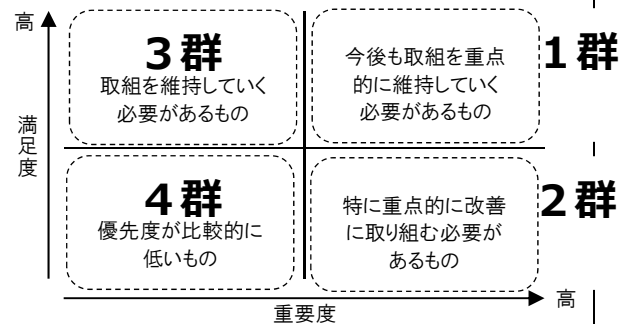 高
満足度
3群
取組を維持していく
必要があるもの
今後も取組を重点
的に維持していく
必要があるもの
1群
4群
優先度が比較的に
低いもの
特に重点的に改善
に取り組む必要が
あるもの
2群
重要度
高